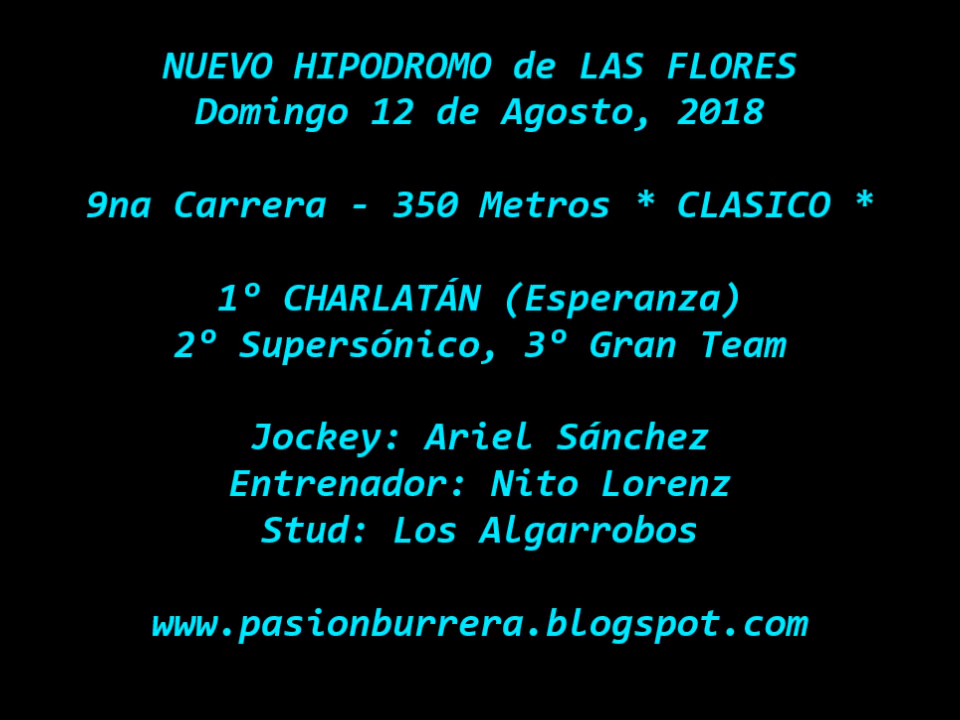 NUEVO HIPODROMO de LAS FLORES
Domingo 12 de Agosto, 2018
9na Carrera - 350 Metros * CLASICO *
1º CHARLATÁN (Esperanza)
2º Supersónico, 3º Gran Team
Jockey: Ariel Sánchez
Entrenador: Nito Lorenz
Stud: Los Algarrobos
www.pasionburrera.blogspot.com